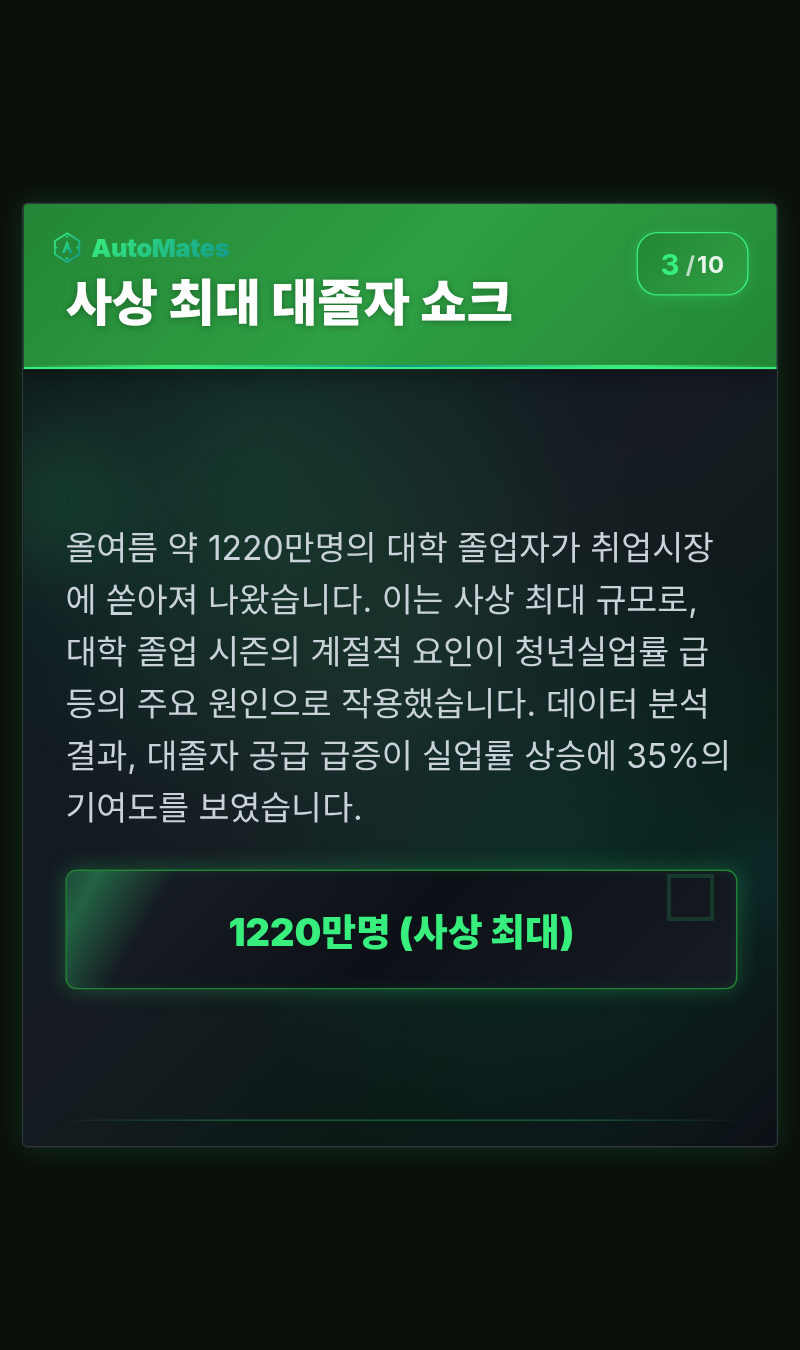 AutoMates
사상 최대 대졸자 쇼크
3 /10
올여름 약 1220만명의 대학 졸업자가 취업시장
에 쏟아져 나왔습니다. 이는 사상 최대 규모로,
대학 졸업 시즌의 계절적 요인이 청년실업률 급
등의 주요 원인으로 작용했습니다. 데이터 분석
결과, 대졸자 공급 급증이 실업률 상승에 35%의
기여도를 보였습니다.
1220만명 (사상 최대)